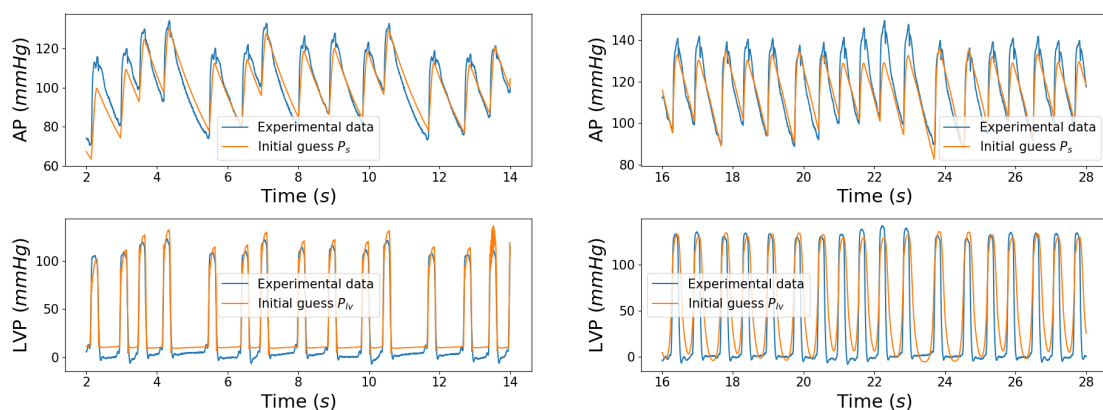 AP (mmHg)
120
100
80
60
Experimental data
Initial guess Ps
2 4 6 8 10 12 14
Time (s)
AP (mmHg)
140
120
100
80
Experimental data
Initial guess Ps
16 18 20 22 24 26 28
Time (s)
LVP (mmHg)
100
50
0
Experimental data
Initial guess Plv
2 4 6 8 10 12 14
Time (s)
LVP (mmHg)
100
50
0
Experimental data
Initial guess Plv
16 18 20 22 24 26 28
Time (s)